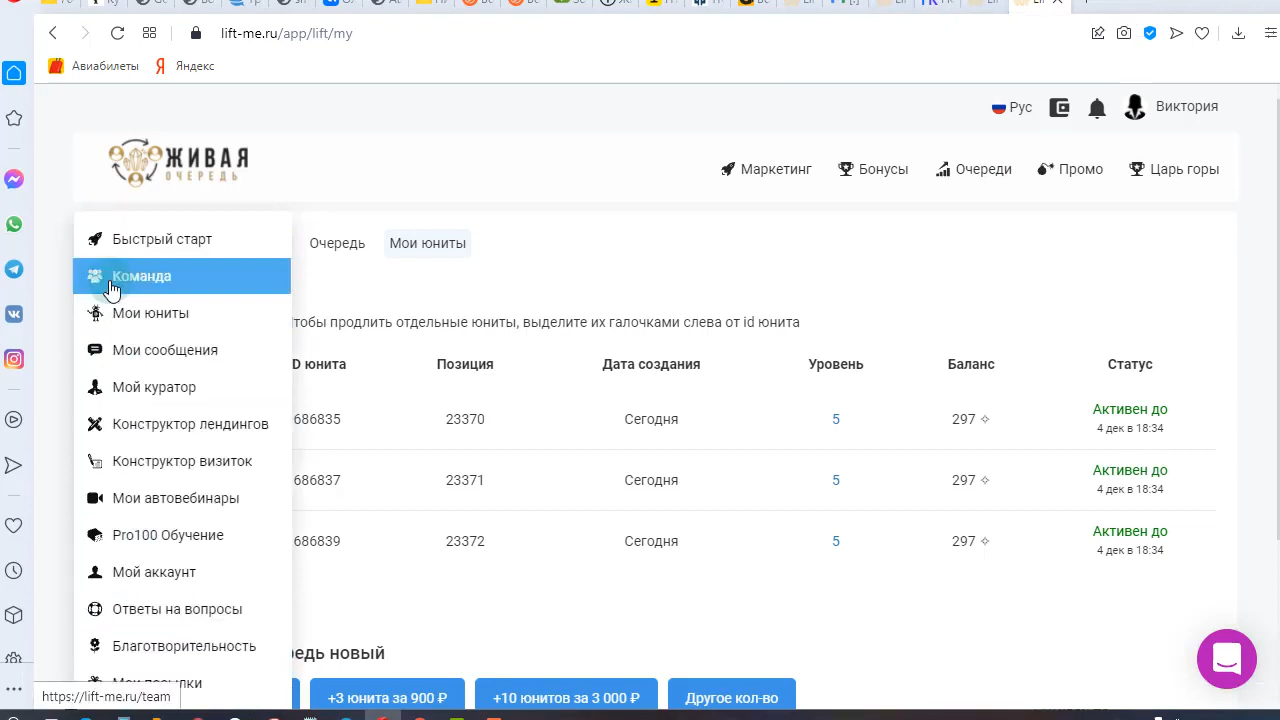 lift-me.ru/app/lift/my
Авиабилеты Яндекс
Рус Виктория
ЖИВАЯ
ОЧЕРЕДЬ
Маркетинг Бонусы Очереди Промо Царь горы
Быстрый старт
Команда
Мои юниты
Мои сообщения
Мой куратор
Конструктор лендингов
Конструктор визиток
Мои автовебинары
Pro100 Обучение
Мой аккаунт
Ответы на вопросы
Благотворительность
Мои посылки
https://lift-me.ru/team
Очередь Мои юниты
тобы продлить отдельные юниты, выделите их галочками слева от id юнита
D юнита Позиция Дата создания Уровень Баланс Статус
686835 23370 Сегодня 5 297 Активен до
4 дек в 18:34
686837 23371 Сегодня 5 297 Активен до
4 дек в 18:34
686839 23372 Сегодня 5 297 Активен до
4 дек в 18:34
редь новый
+3 юнита за 900 ₽ +10 юнитов за 3 000 ₽ Другое кол-во